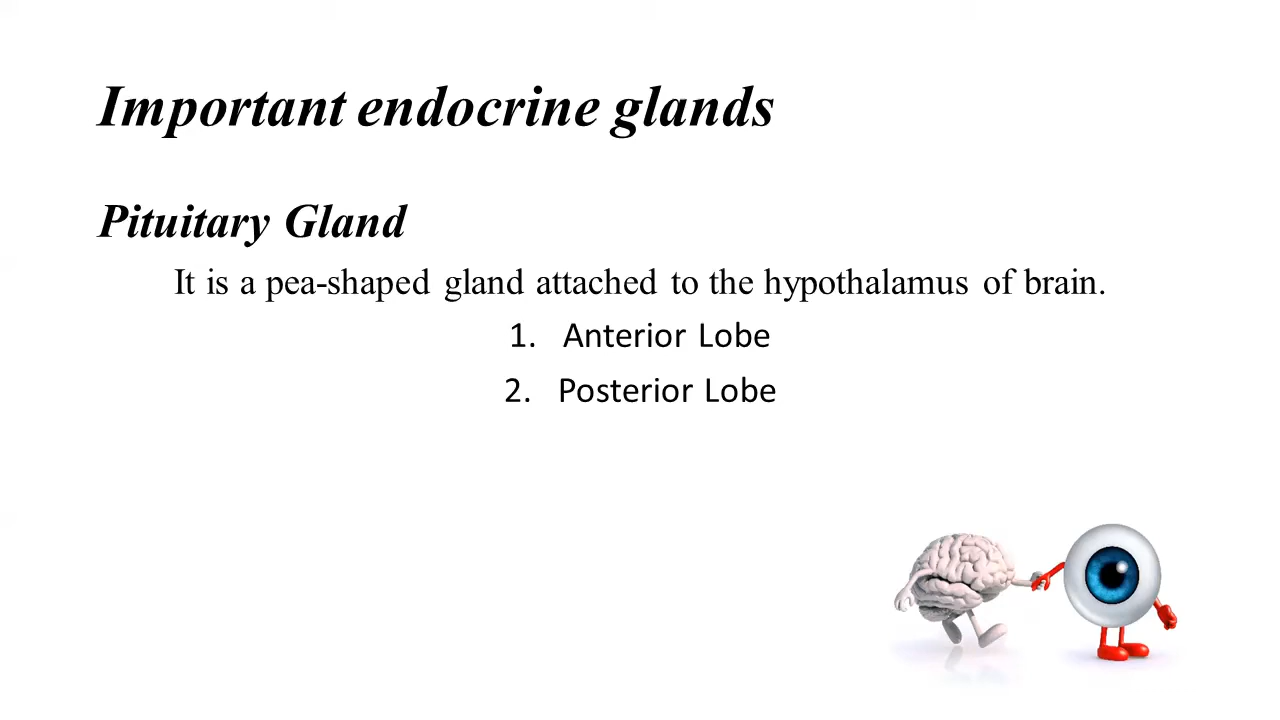 Important endocrine glands
Pituitary Gland
It is a pea-shaped gland attached to the hypothalamus of brain.
1. Anterior Lobe
2. Posterior Lobe